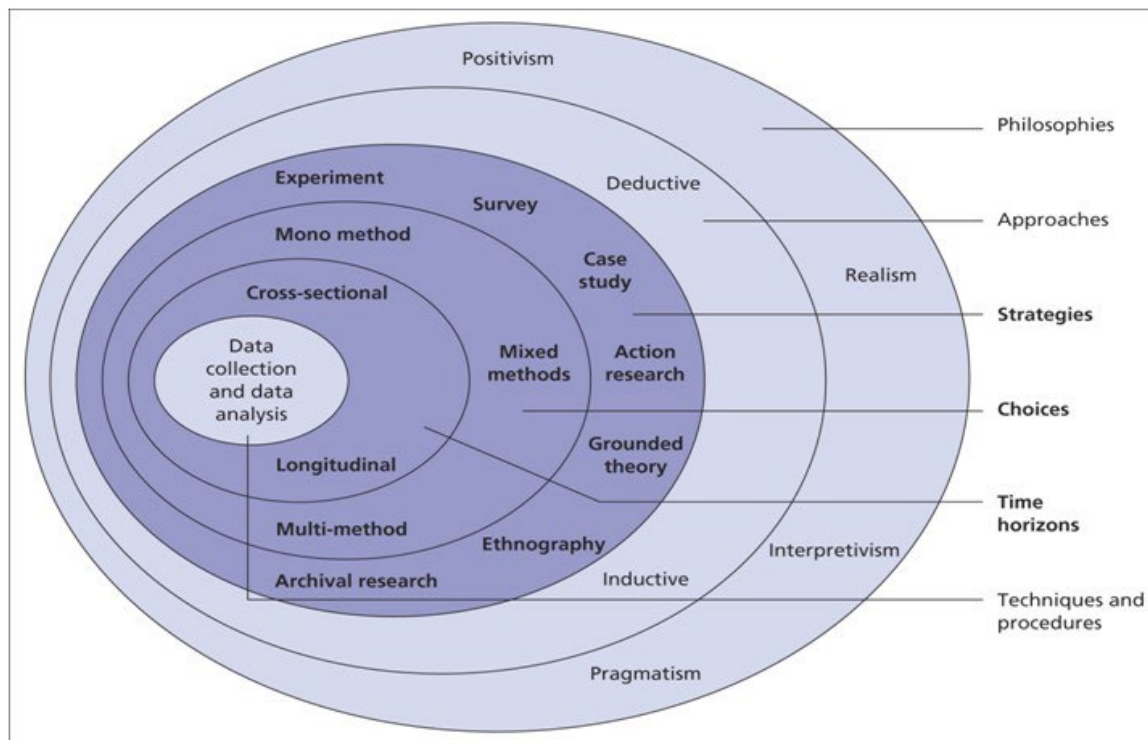 Positivism
Philosophies
Experiment
Deductive
Survey
Approaches
Mono method
Case
study
Realism
Cross-sectional
Strategies
Data
collection
and data
analysis
Mixed
methods
Action
research
Choices
Grounded
theory
Longitudinal
Time
horizons
Multi-method
Ethnography
Interpretivism
Archival research
Inductive
Techniques and
procedures
Pragmatism